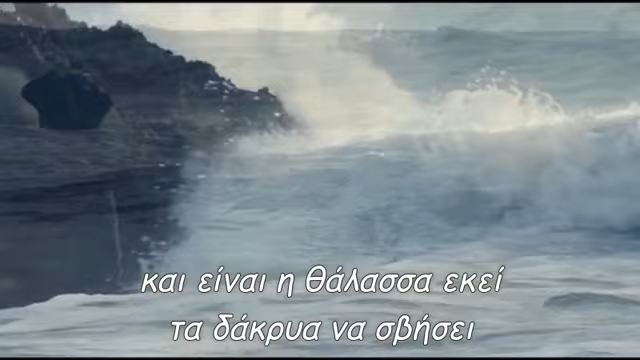 και είναι η θάλασσα εκεί
τα δάκρυα να σβήσει